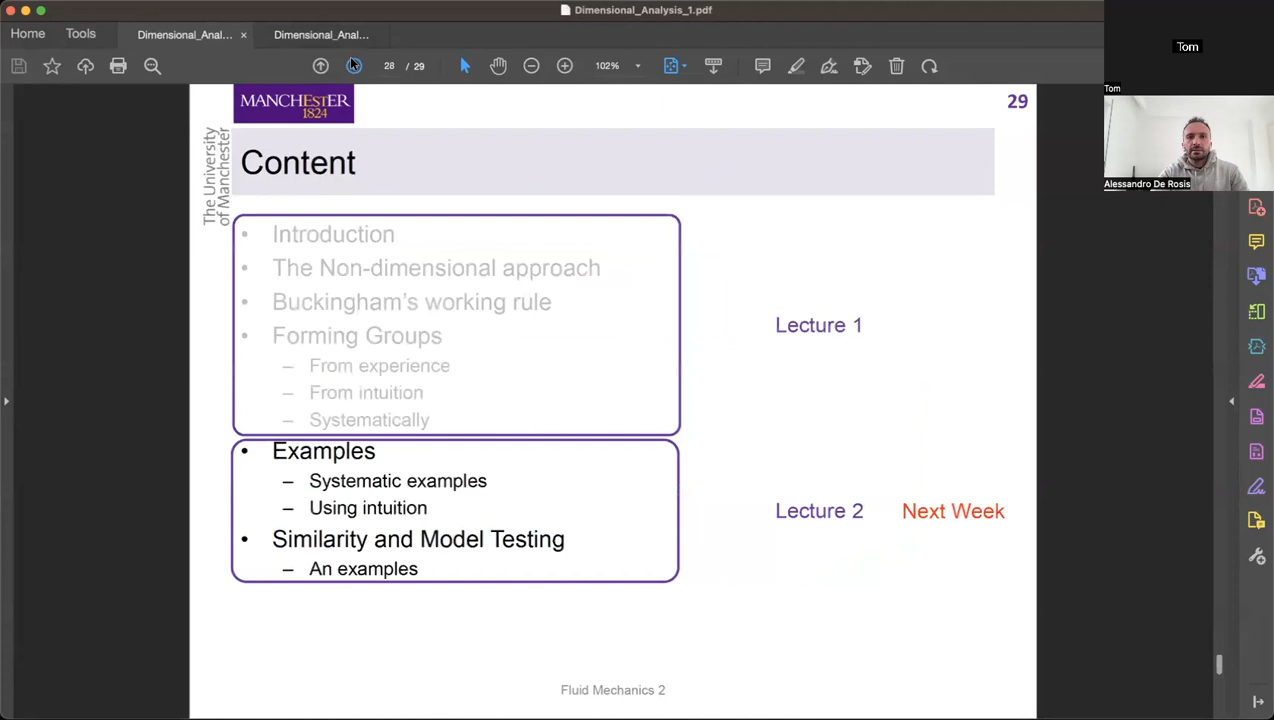 Dimensional_Analysis_1.pdf
Home Tools Dimensional_Anal... × Dimensional_Anal...
28 / 29 102%
Tom
Tom
Alessandro De Rosis
MANCHESTER
1824
The University
of Manchester
29
Content
• Introduction
• The Non-dimensional approach
• Buckingham's working rule
• Forming Groups
– From experience
– From intuition
– Systematically
Lecture 1
• Examples
– Systematic examples
– Using intuition
• Similarity and Model Testing
– An examples
Lecture 2 Next Week
Fluid Mechanics 2